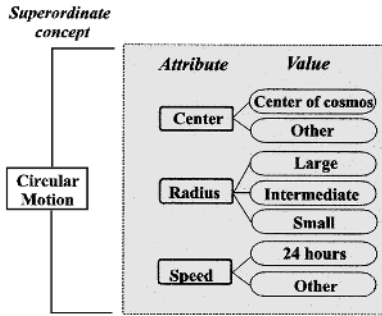 Superordinate
concept
Attribute Value
Center
Center of cosmos
Other
Circular
Motion
Radius
Large
Intermediate
Small
Speed
24 hours
Other